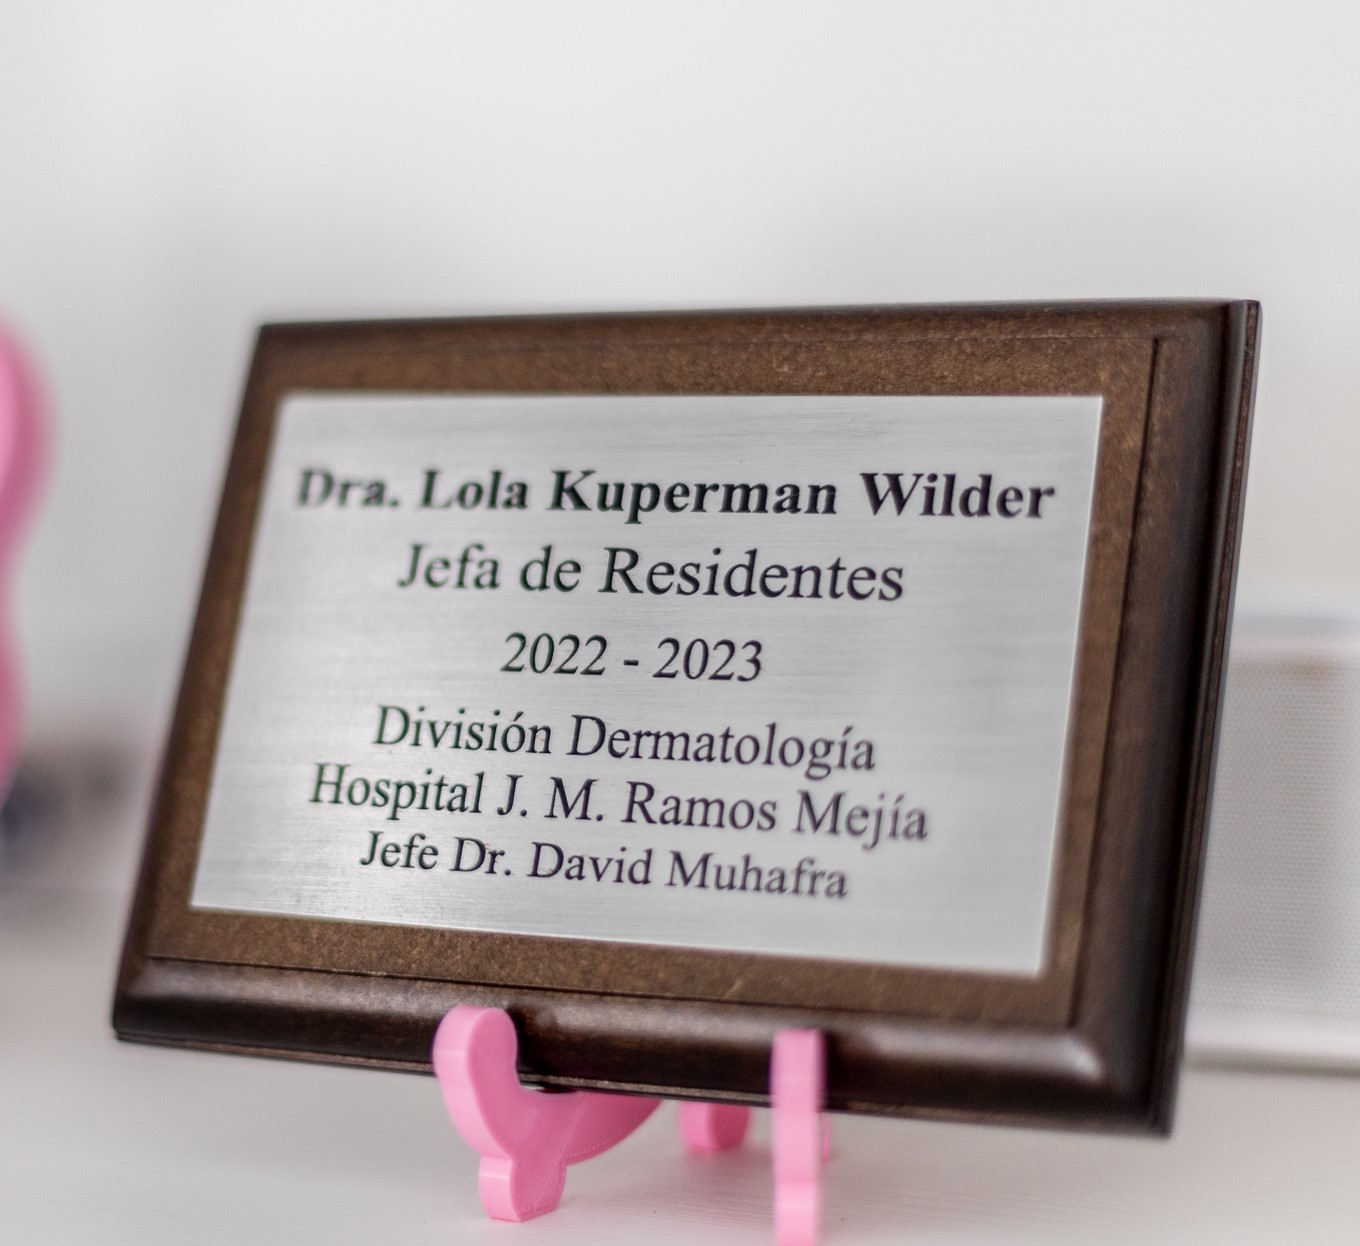 Dra. Lola Kuperman Wilder
Jefa de Residentes
2022 - 2023
División Dermatología
Hospital J. M. Ramos Mejía
Jefe Dr. David Muhafra